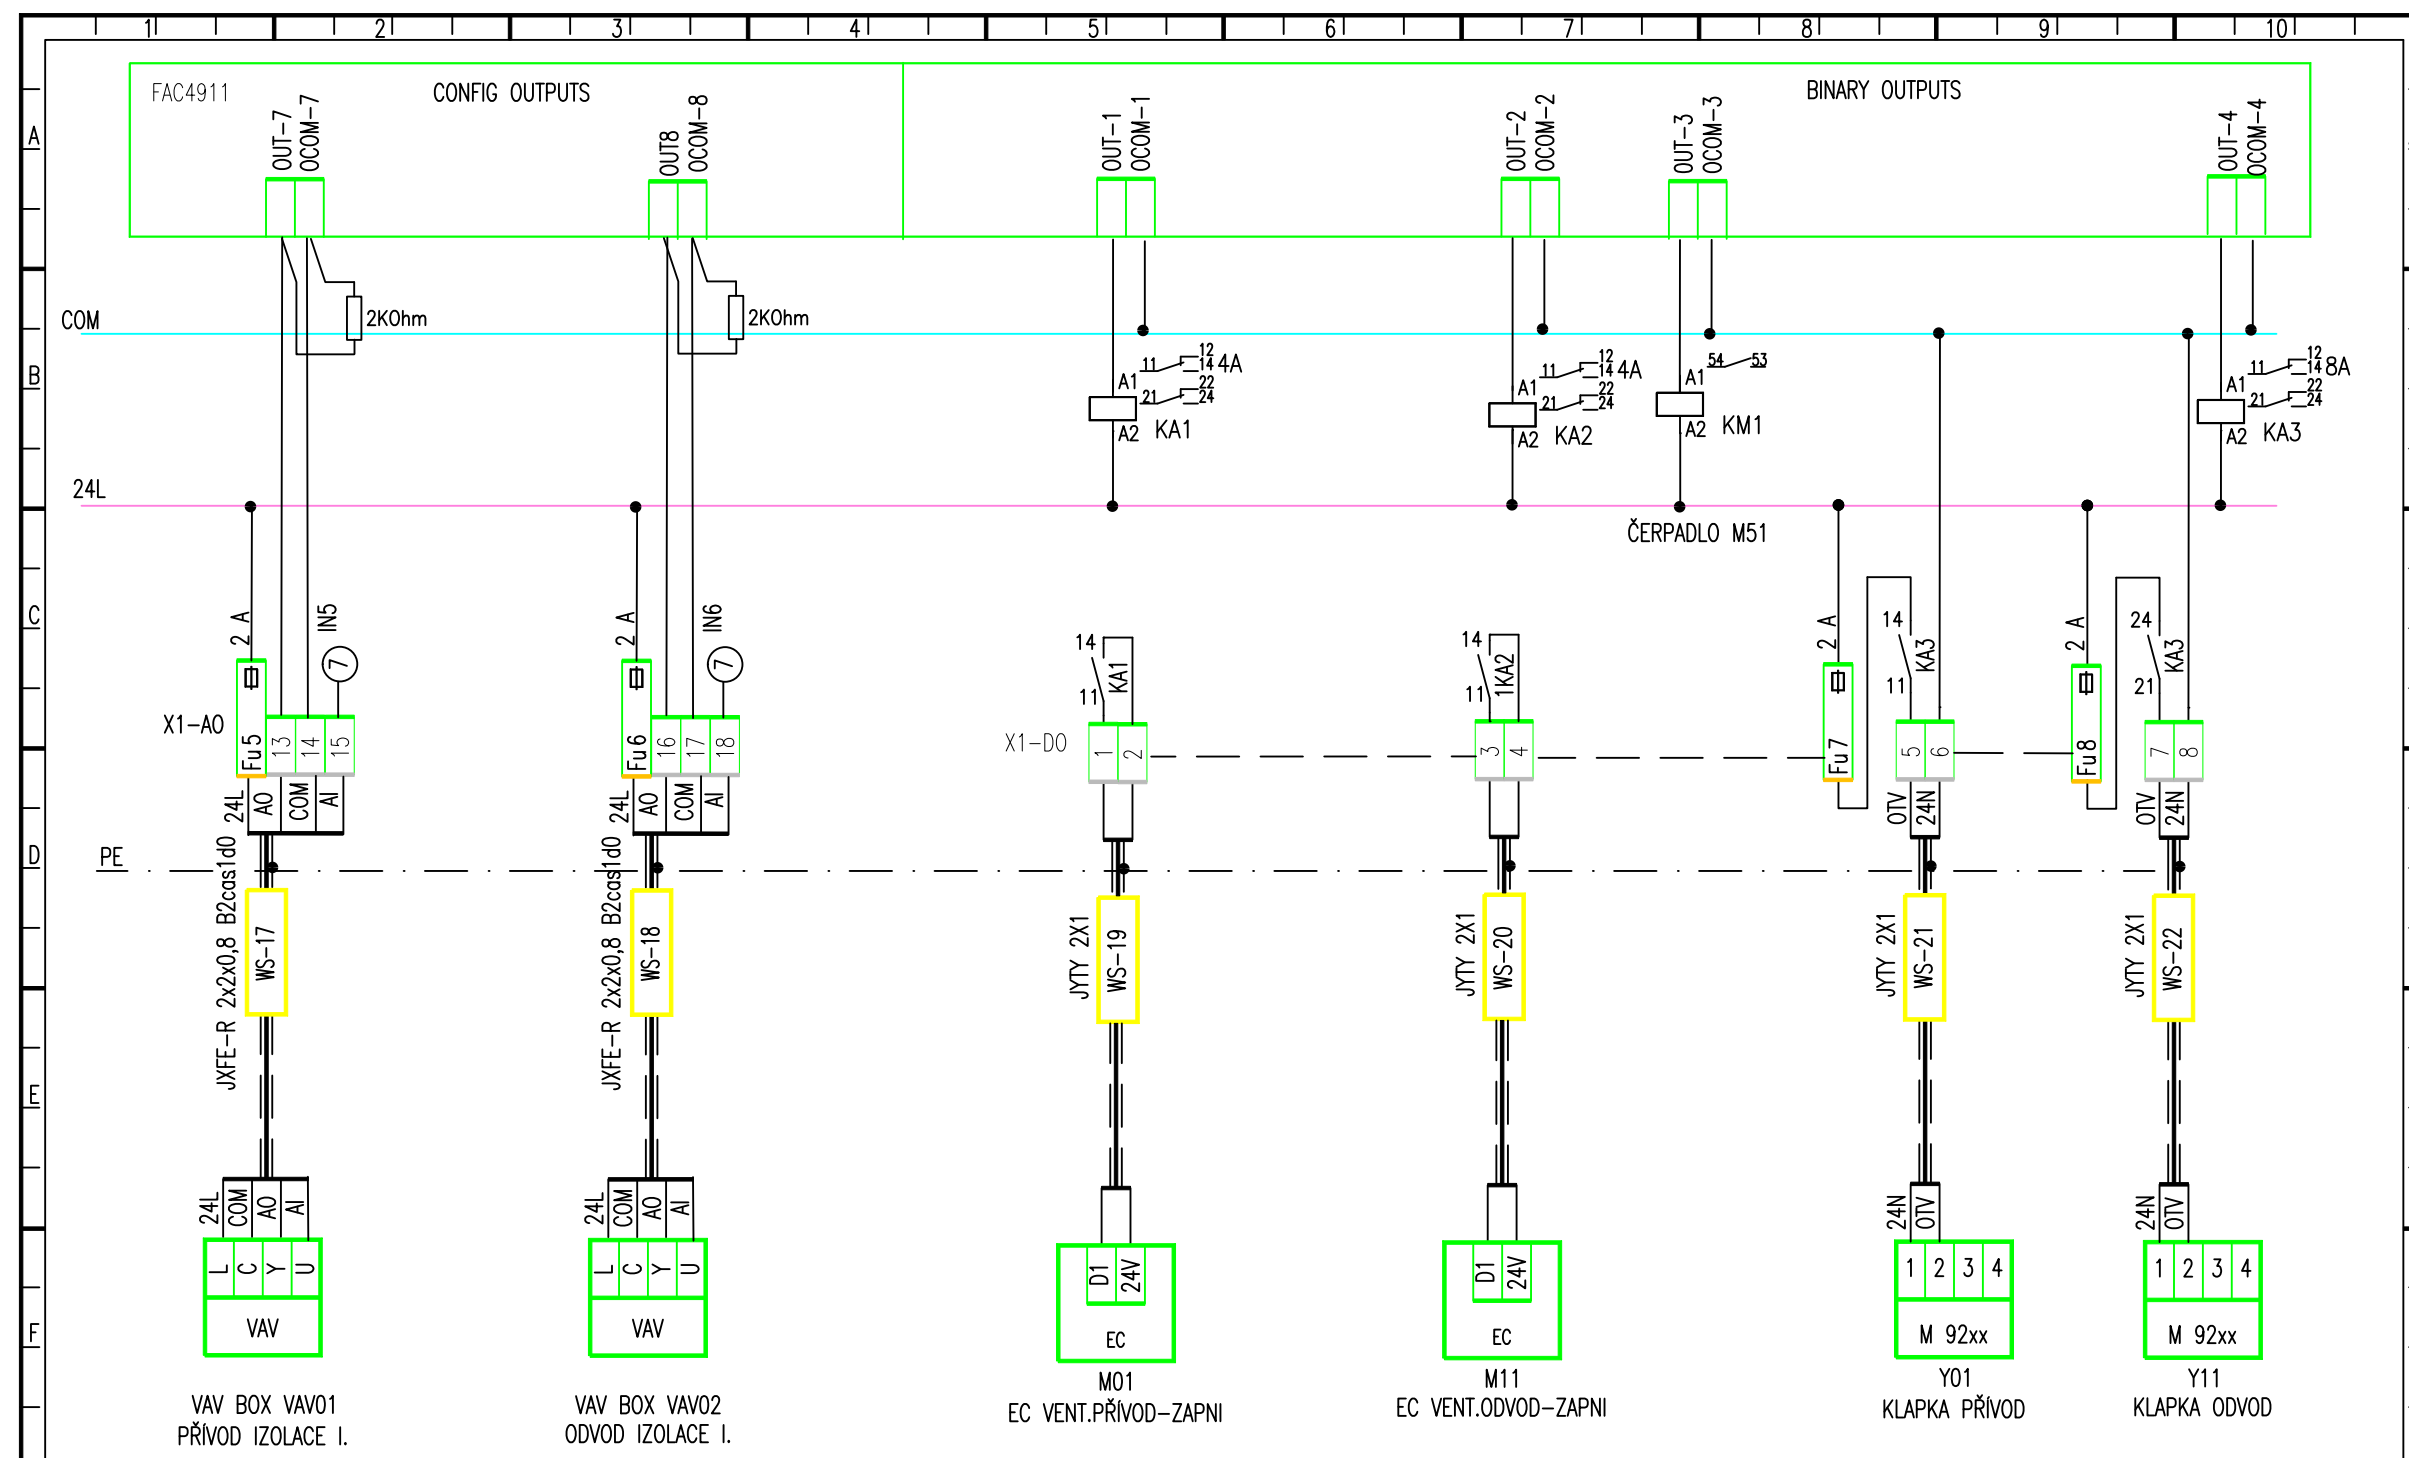 1 2 3 4 5 6 7 8 9 10
A
B
C
D
E
F
FAC4911
CONFIG OUTPUTS
BINARY OUTPUTS
OUT-7
OCOM-7
OUT8
OCOM-8
OUT-1
OCOM-1
OUT-2
OCOM-2
OUT-3
OCOM-3
OUT-4
OCOM-4
COM
2KOhm
2KOhm
11 12 14 4A
A1 21 22 24
A2 KA1
11 12 14 4A
A1 21 22 24
A2 KA2
54 53
A1
A2 KM1
11 12 14 8A
A1 21 22 24
A2 KA3
24L
ČERPADLO M51
2 A
IN5
7
2 A
IN6
7
14
11
KA1
14
11
1KA2
2 A
14
11
KA3
2 A
24
21
KA3
X1-AO
Fu5 13 14 15
Fu6 16 17 18
X1-DO
1 2
3 4
Fu7
5 6
Fu8
7 8
24L AO COM AI
24L AO COM AI
OTV 24N
OTV 24N
PE
JXFE-R 2x2x0,8 B2cas1d0
WS-17
JXFE-R 2x2x0,8 B2cas1d0
WS-18
JYTY 2X1
WS-19
JYTY 2X1
WS-20
JYTY 2X1
WS-21
JYTY 2X1
WS-22
24L COM AO AI
24L COM AO AI
24N OTV
24N OTV
L C Y U
VAV
L C Y U
VAV
D1 24V
EC
D1 24V
EC
1 2 3 4
M 92xx
1 2 3 4
M 92xx
VAV BOX VAV01
PŘÍVOD IZOLACE I.
VAV BOX VAV02
ODVOD IZOLACE I.
M01
EC VENT.PŘÍVOD-ZAPNI
M11
EC VENT.ODVOD-ZAPNI
Y01
KLAPKA PŘÍVOD
Y11
KLAPKA ODVOD